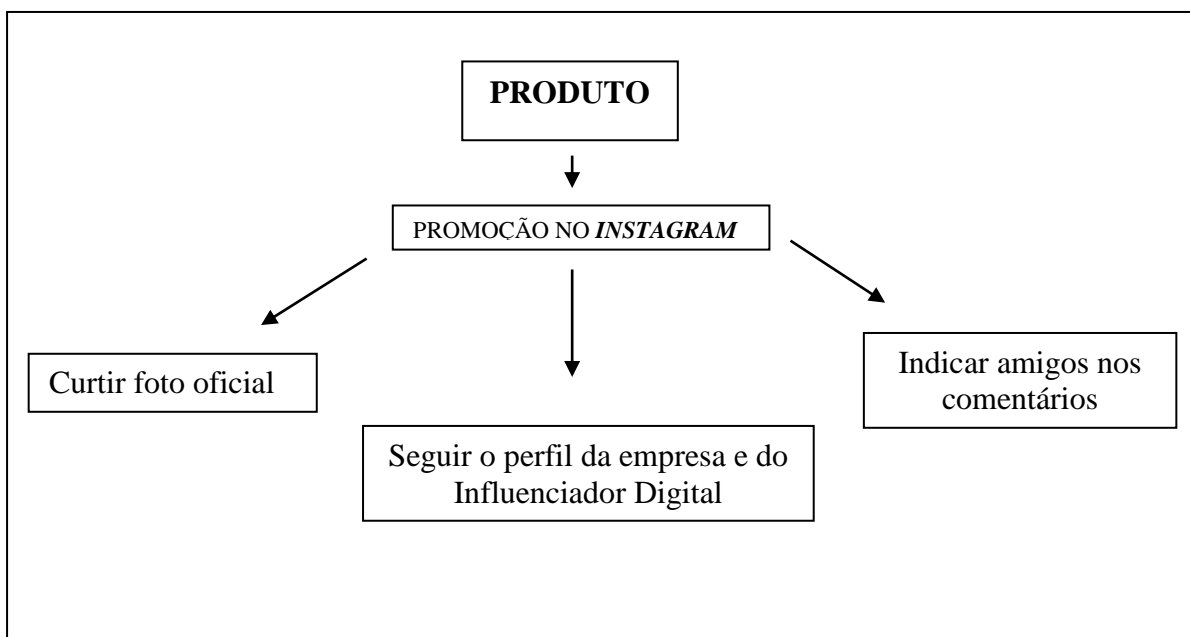 PRODUTO
PROMOÇÃO NO INSTAGRAM
Curtir foto oficial
Seguir o perfil da empresa e do
Influenciador Digital
Indicar amigos nos
comentários